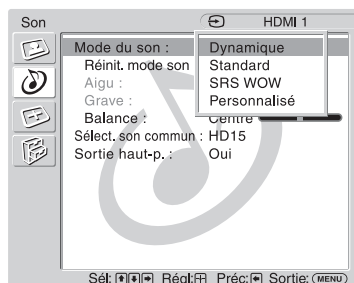 Son HDMI 1
Mode du son : Dynamique
Réinit. mode son Standard
Aigu : SRS WOW
Grave : Personnalisé
Balance : Centre
Sélect. son commun : HD15
Sortie haut-p. : Oui
Sél: Régl: Préc: Sortie: MENU